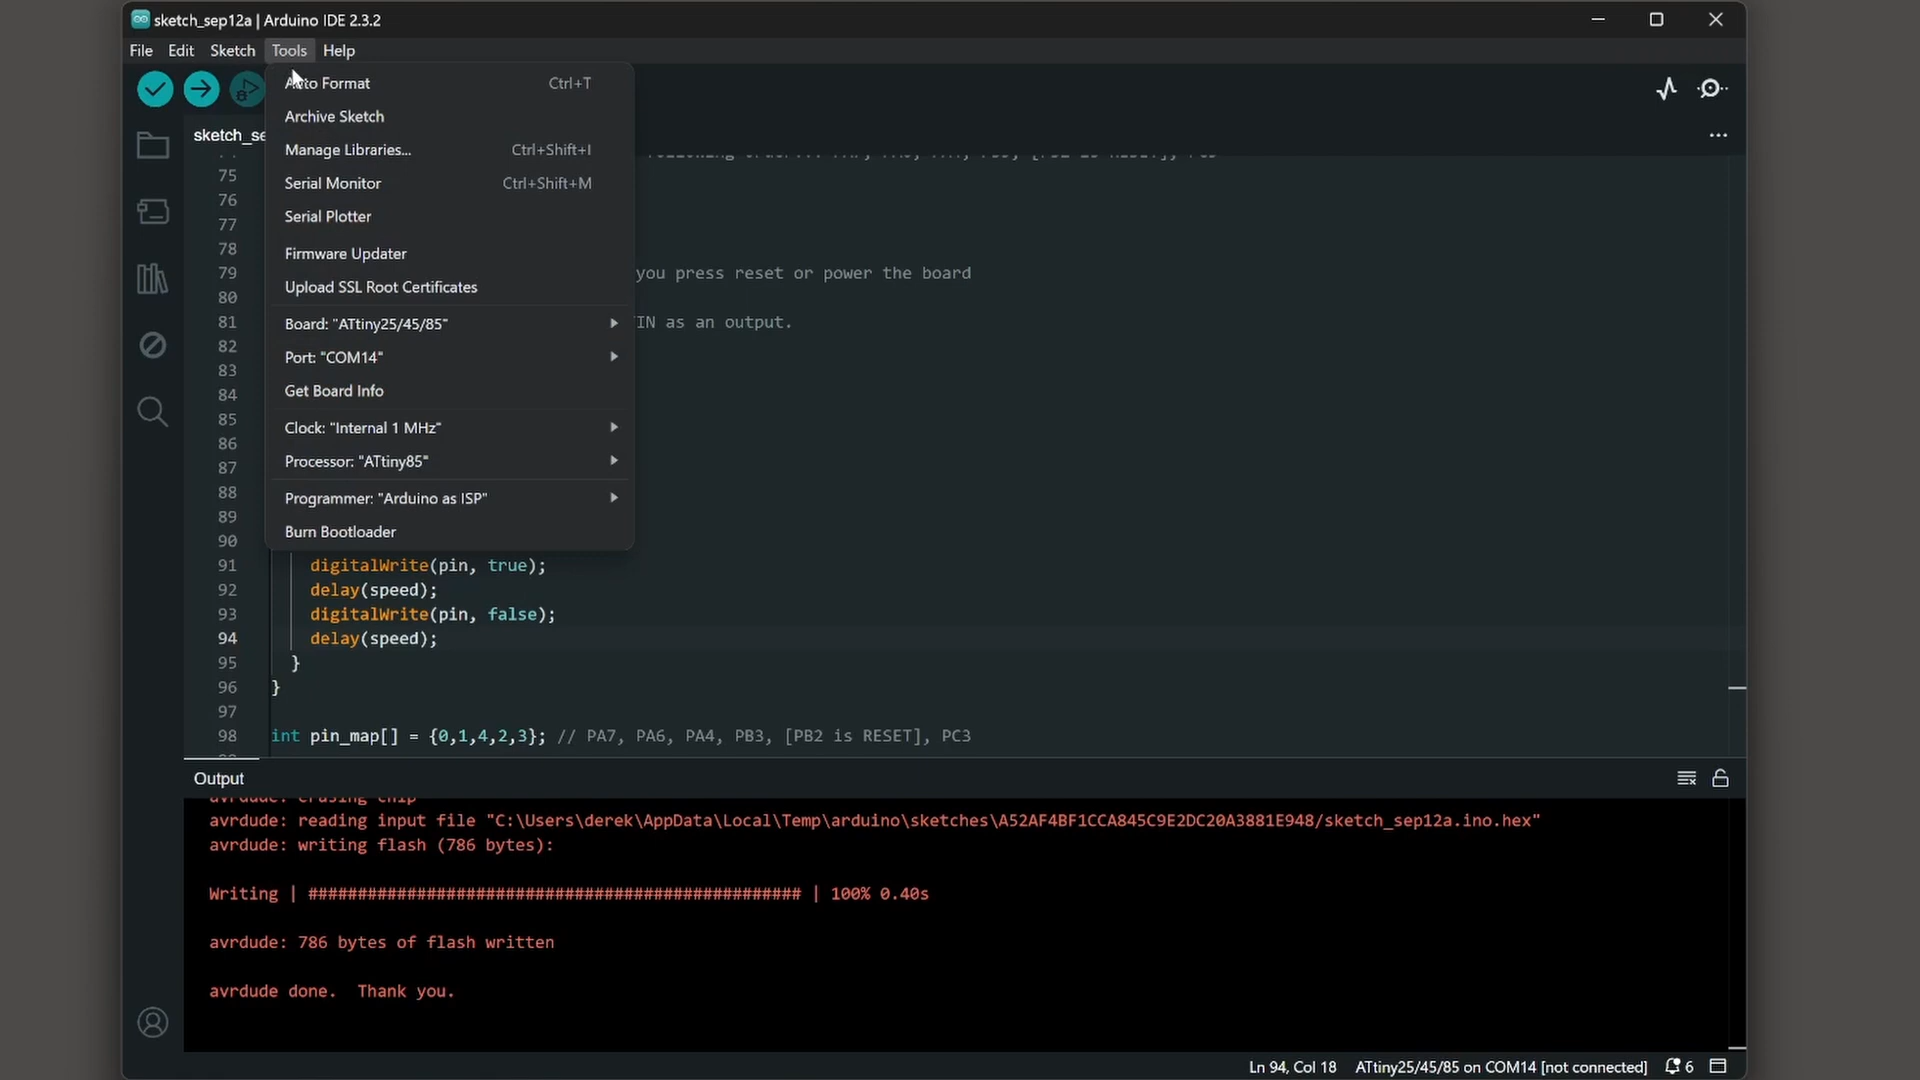 sketch_sep12a | Arduino IDE 2.3.2
File Edit Sketch Tools Help
Auto Format Ctrl+T
Archive Sketch
Manage Libraries... Ctrl+Shift+I
Serial Monitor Ctrl+Shift+M
Serial Plotter
Firmware Updater
Upload SSL Root Certificates
Board: "ATtiny25/45/85"
Port: "COM14"
Get Board Info
Clock: "Internal 1 MHz"
Processor: "ATtiny85"
Programmer: "Arduino as ISP"
Burn Bootloader
sketch_se
75
76
77
78
79 you press reset or power the board
80
81 IN as an output.
82
83
84
85
86
87
88
89
90
91 digitalWrite(pin, true);
92 delay(speed);
93 digitalWrite(pin, false);
94 delay(speed);
95 }
96 }
97
98 int pin_map[] = {0,1,4,2,3}; // PA7, PA6, PA4, PB3, [PB2 is RESET], PC3
Output
avrdude: erasing chip
avrdude: reading input file "C:\Users\derek\AppData\Local\Temp\arduino\sketches\A52AF4BF1CCA845C9E2DC20A3881E948/sketch_sep12a.ino.hex"
avrdude: writing flash (786 bytes):
Writing | ################################################## | 100% 0.40s
avrdude: 786 bytes of flash written
avrdude done. Thank you.
Ln 94, Col 18 ATtiny25/45/85 on COM14 [not connected] 6